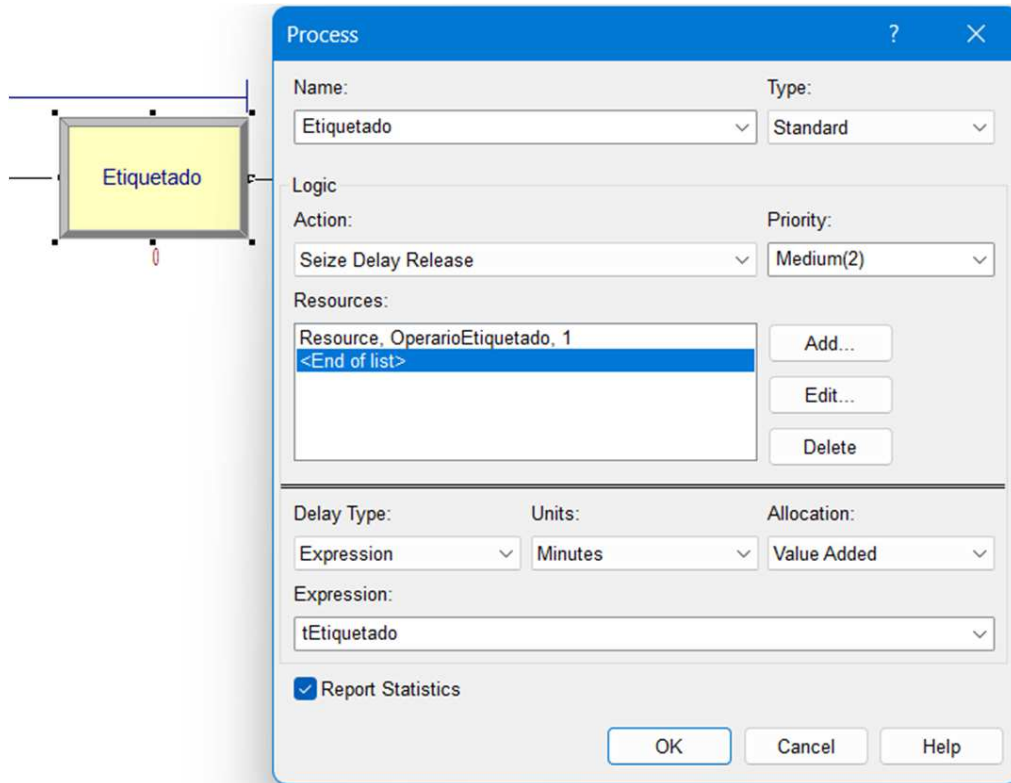 Process
Name:
Type:
Etiquetado
Standard
Etiquetado
0
Logic
Action:
Priority:
Seize Delay Release
Medium(2)
Resources:
Resource, OperarioEtiquetado, 1
<End of list>
Add...
Edit...
Delete
Delay Type:
Units:
Allocation:
Expression
Minutes
Value Added
Expression:
tEtiquetado
Report Statistics
OK
Cancel
Help